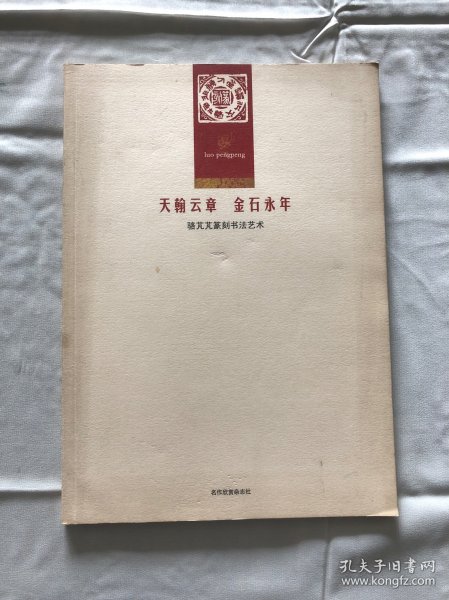 luo pengpeng
天翰云章 金石永年
骆芃芃篆刻书法艺术
名作欣赏杂志社
孔夫子旧书网
www.kongfz.com